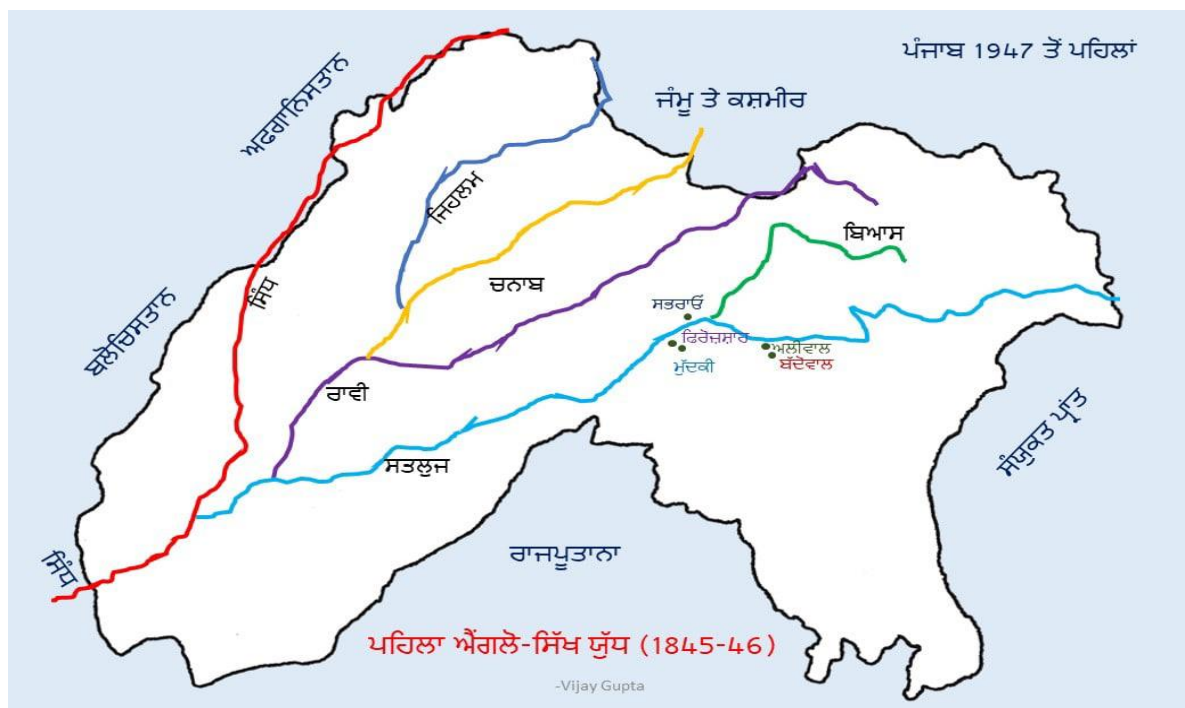 ਪੰਜਾਬ 1947 ਤੋਂ ਪਹਿਲਾਂ
ਅਫਗਾਨਿਸਤਾਨ
ਜੰਮੂ ਤੇ ਕਸ਼ਮੀਰ
ਜਿਹਲਮ
ਬਿਆਸ
ਚਨਾਬ
ਸਿੰਧ
ਬਲੋਚਿਸਤਾਨ
ਸਭਰਾਓਂ
ਫਿਰੋਜ਼ਸ਼ਾਹ
ਅਲੀਵਾਲ
ਮੁੱਦਕੀ
ਬੱਦੋਵਾਲ
ਰਾਵੀ
ਸੰਯੁਕਤ ਪ੍ਰਾਂਤ
ਸਤਲੁਜ
ਰਾਜਪੂਤਾਨਾ
ਸਿੰਧ
ਪਹਿਲਾ ਐਂਗਲੋ-ਸਿੱਖ ਯੁੱਧ (1845-46)
-Vijay Gupta